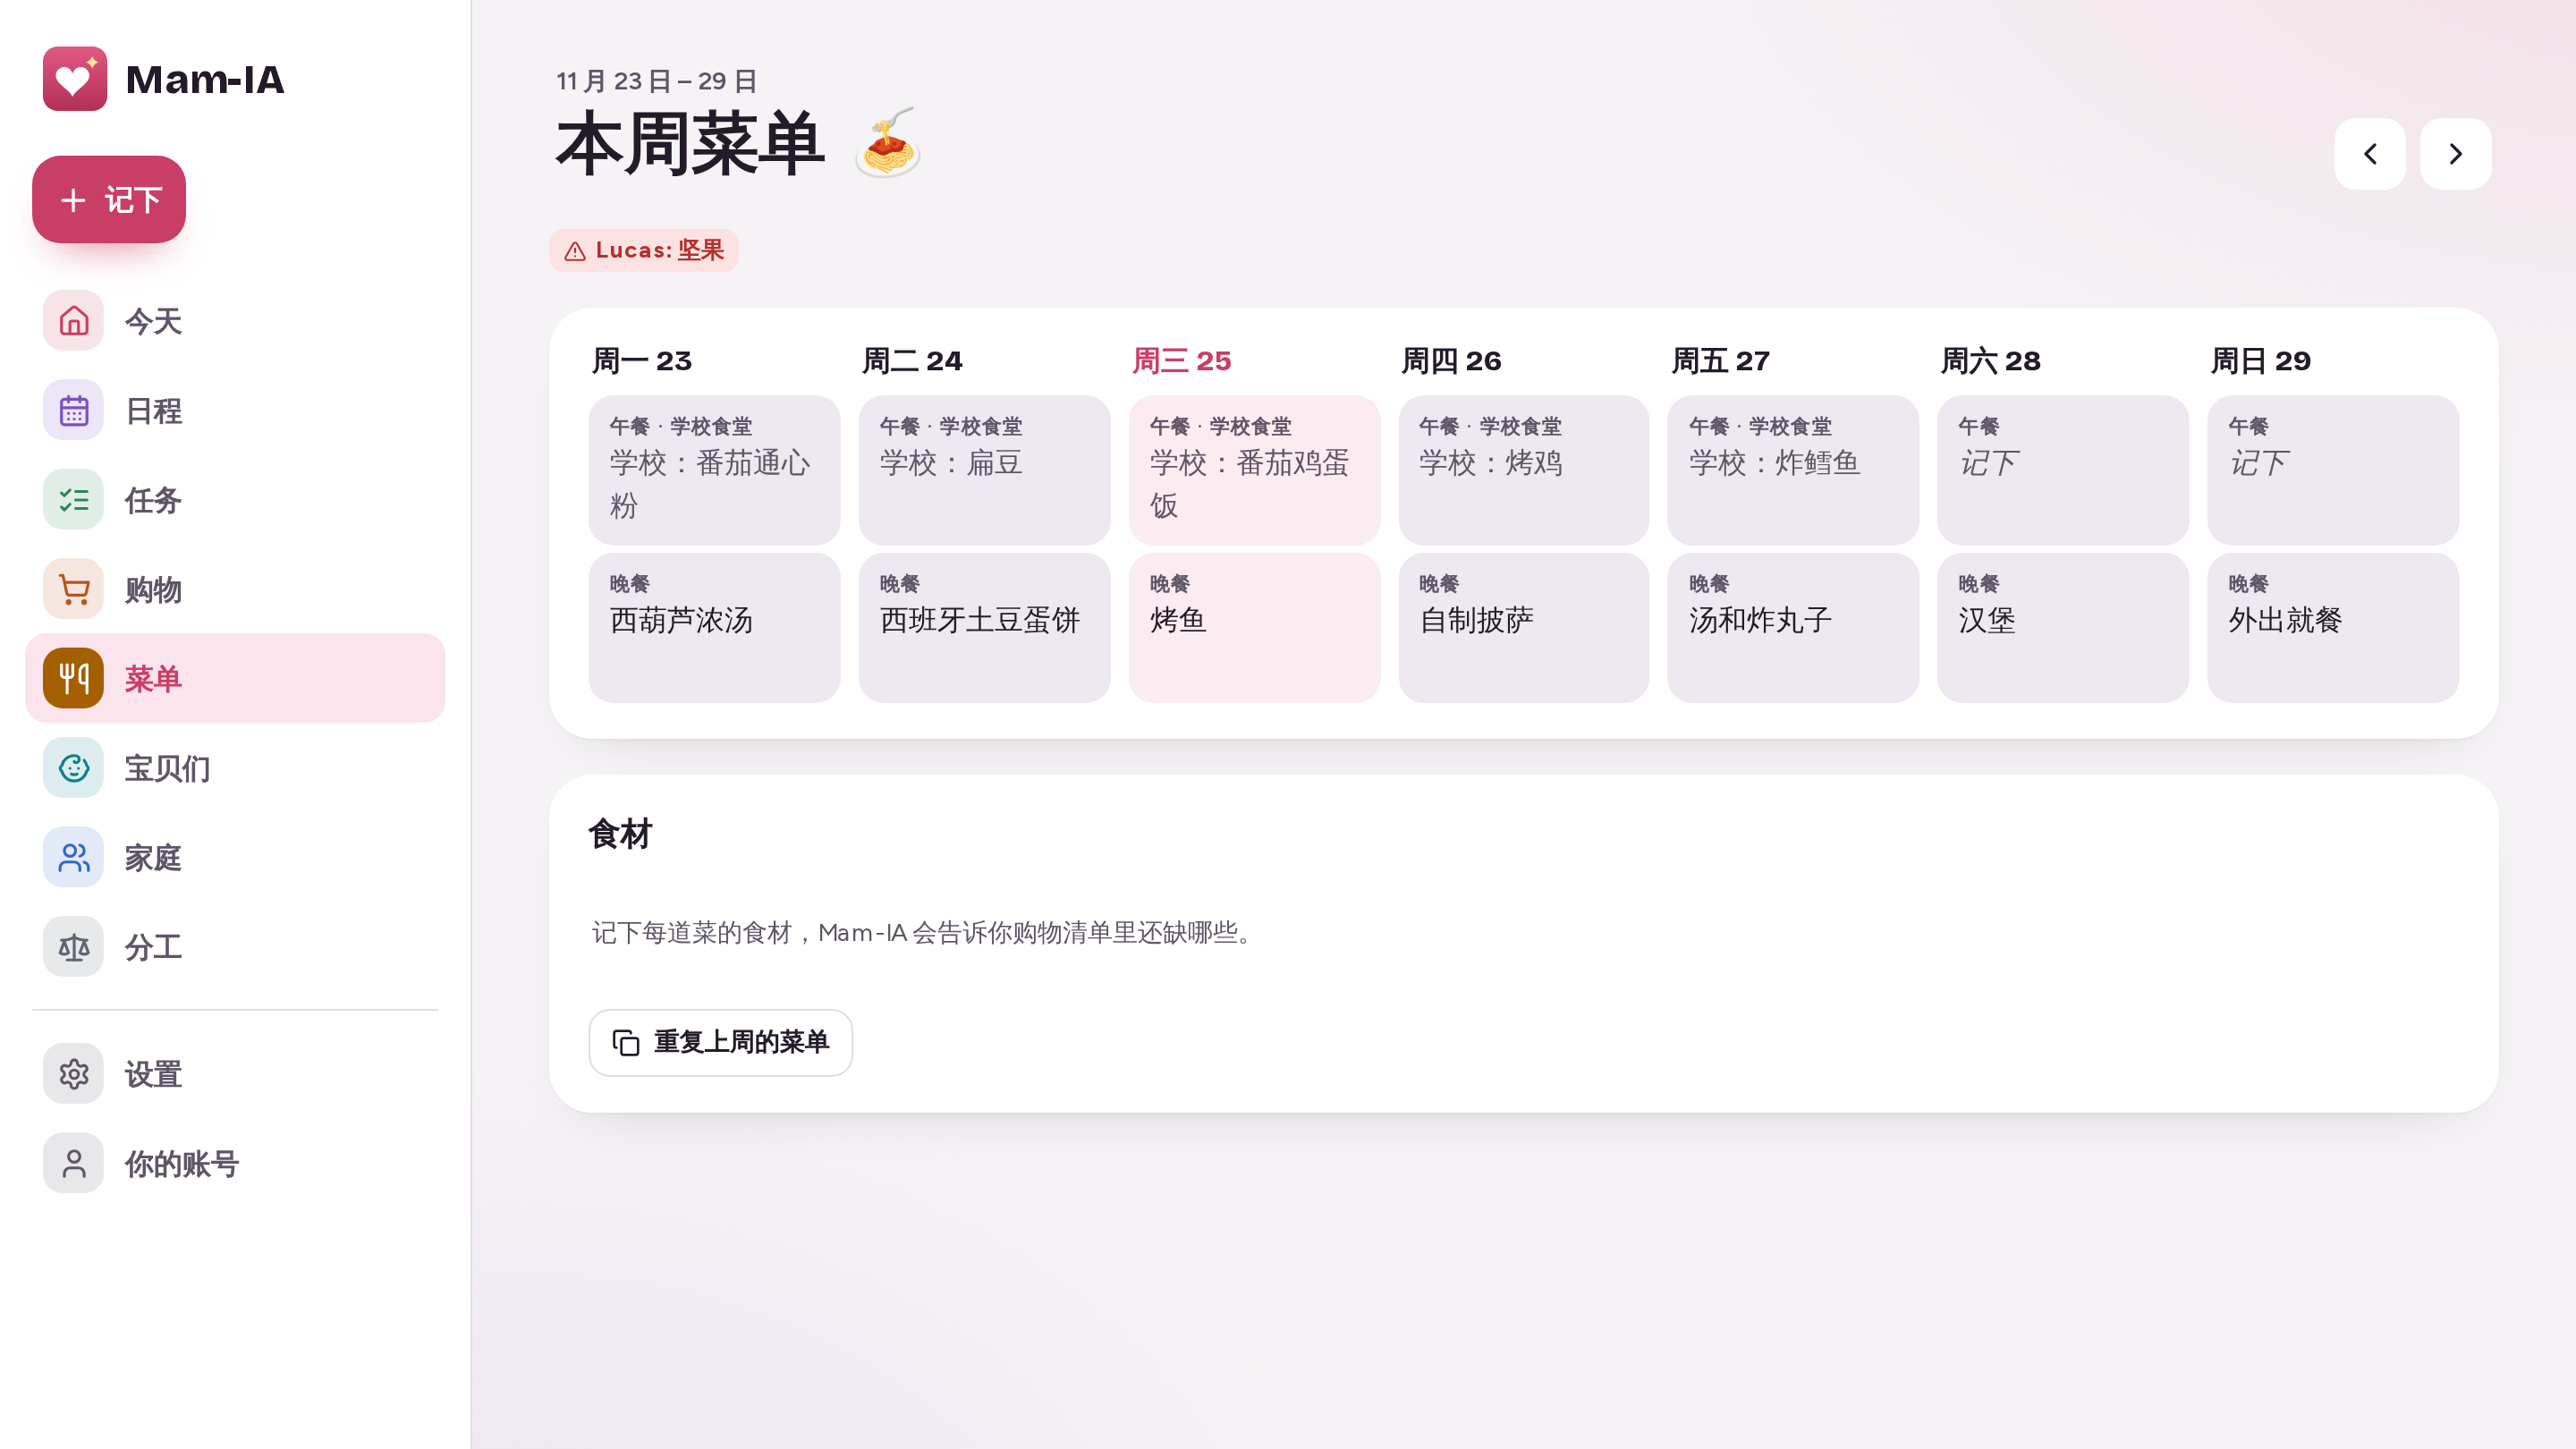 Mam-IA
记下
今天
日程
任务
购物
菜单
宝贝们
家庭
分工
设置
你的账号
11 月 23 日 – 29 日
本周菜单
Lucas: 坚果
周一 23
午餐 · 学校食堂
学校：番茄通心
粉
晚餐
西葫芦浓汤
周二 24
午餐 · 学校食堂
学校：扁豆
晚餐
西班牙土豆蛋饼
周三 25
午餐 · 学校食堂
学校：番茄鸡蛋
饭
晚餐
烤鱼
周四 26
午餐 · 学校食堂
学校：烤鸡
晚餐
自制披萨
周五 27
午餐 · 学校食堂
学校：炸鳕鱼
晚餐
汤和炸丸子
周六 28
午餐
记下
晚餐
汉堡
周日 29
午餐
记下
晚餐
外出就餐
食材
记下每道菜的食材，Mam-IA 会告诉你购物清单里还缺哪些。
重复上周的菜单